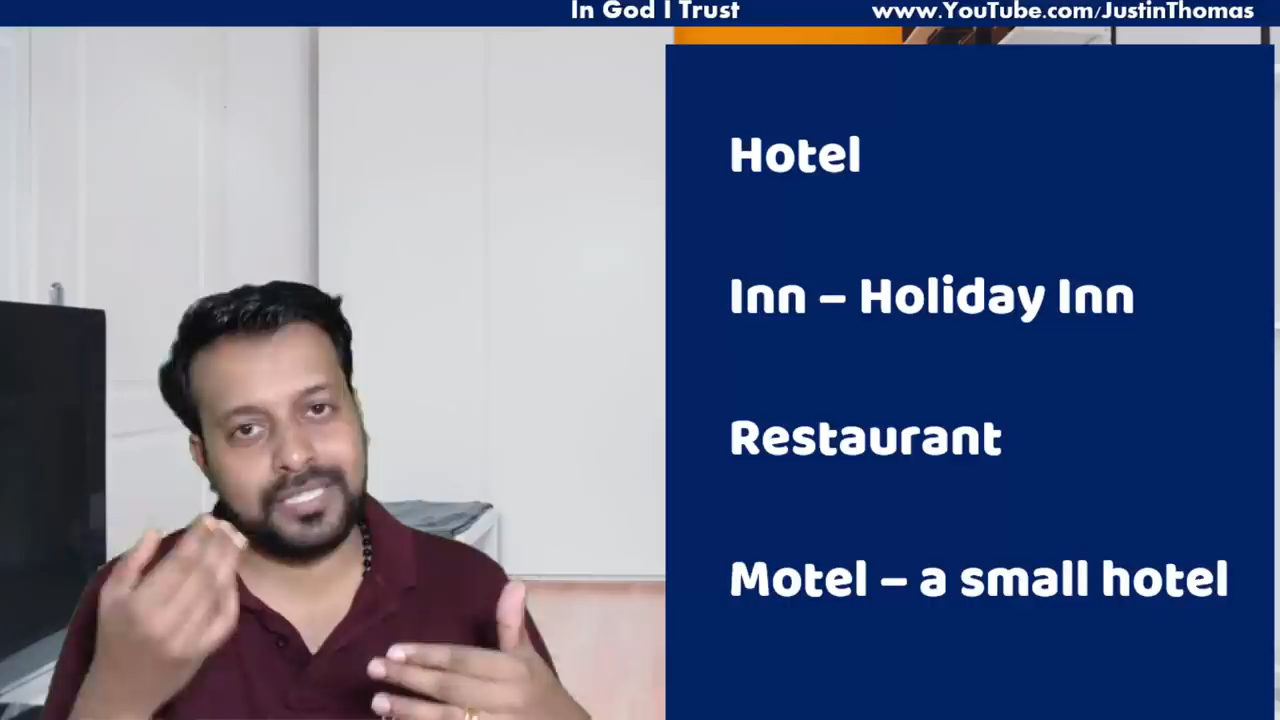 In God I Trust
www.YouTube.com/JustinThomas
Hotel
Inn – Holiday Inn
Restaurant
Motel – a small hotel